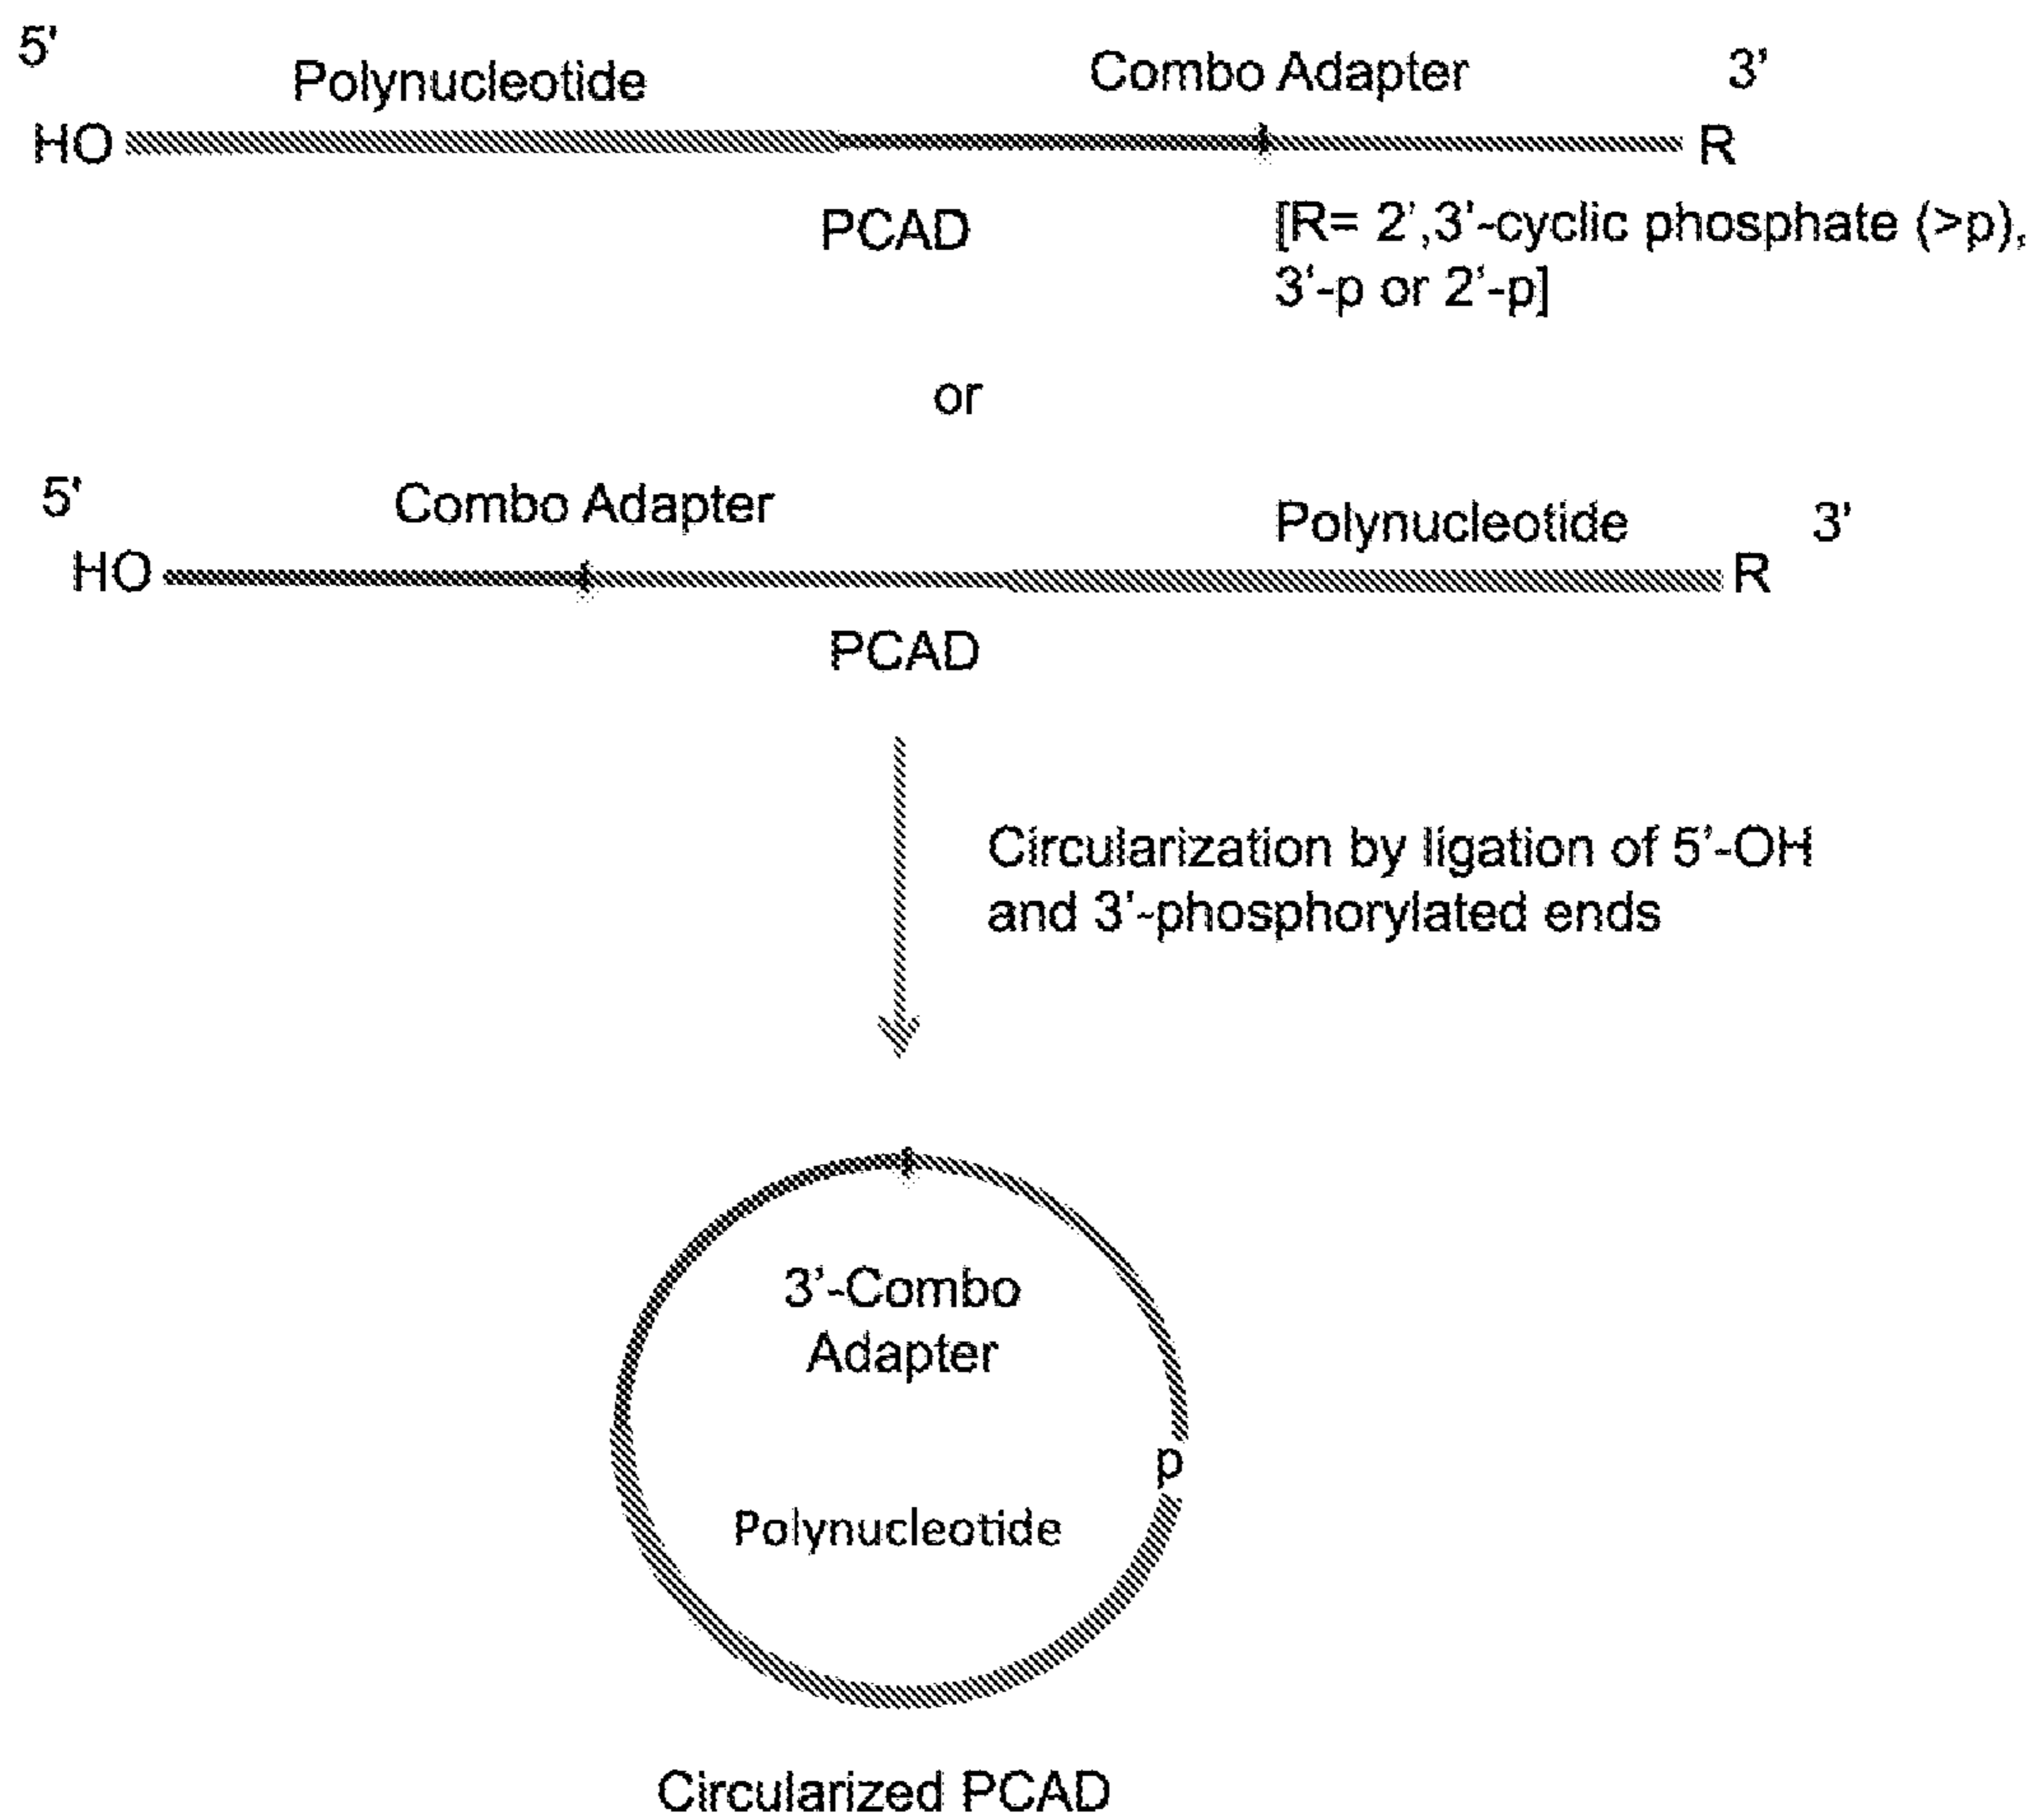 5'
Polynucleotide
Combo Adapter
3'
HO
R
PCAD
[R= 2',3'-cyclic phosphate (>p),
3'-p or 2'-p]
or
5'
Combo Adapter
Polynucleotide
3'
HO
R
PCAD
Circularization by ligation of 5'-OH
and 3'-phosphorylated ends
3'-Combo
Adapter
p
Polynucleotide
Circularized PCAD